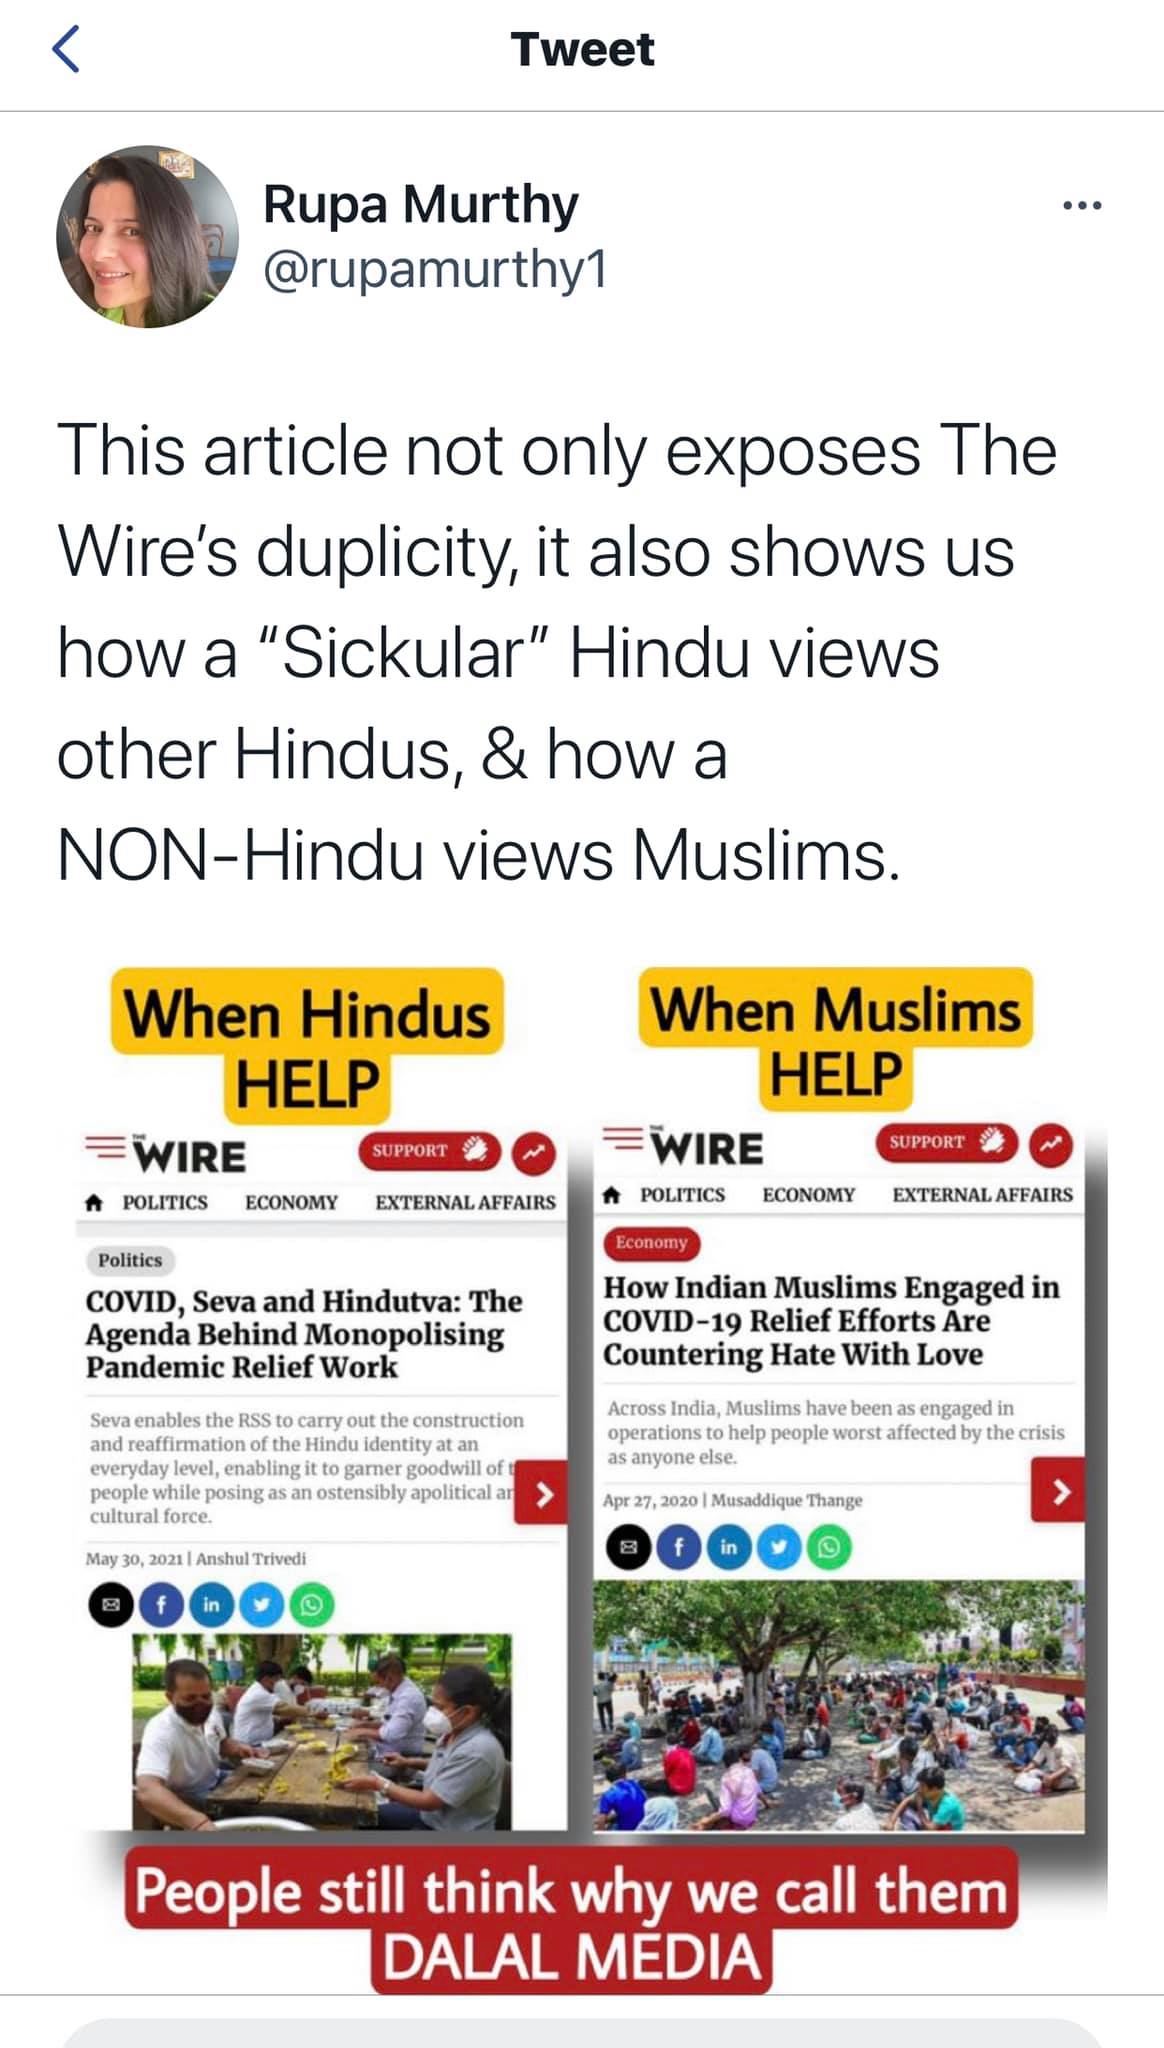 Tweet
Rupa Murthy
@rupamurthy1
This article not only exposes The
Wire’s duplicity, it also shows us
how a “Sickular” Hindu views
other Hindus, & how a
NON-Hindu views Muslims.
When Hindus
HELP
THE
WIRE
SUPPORT
POLITICS ECONOMY EXTERNAL AFFAIRS
Politics
COVID, Seva and Hindutva: The
Agenda Behind Monopolising
Pandemic Relief Work
Seva enables the RSS to carry out the construction
and reaffirmation of the Hindu identity at an
everyday level, enabling it to garner goodwill of
people while posing as an ostensibly apolitical
cultural force.
May 30, 2021 | Anshul Trivedi
f
in
When Muslims
HELP
THE
WIRE
SUPPORT
POLITICS ECONOMY EXTERNAL AFFAIRS
Economy
How Indian Muslims Engaged in
COVID-19 Relief Efforts Are
Countering Hate With Love
Across India, Muslims have been as engaged in
operations to help people worst affected by the crisis
as anyone else.
Apr 27, 2020 | Musaddique Thange
f
in
People still think why we call them
DALAL MEDIA